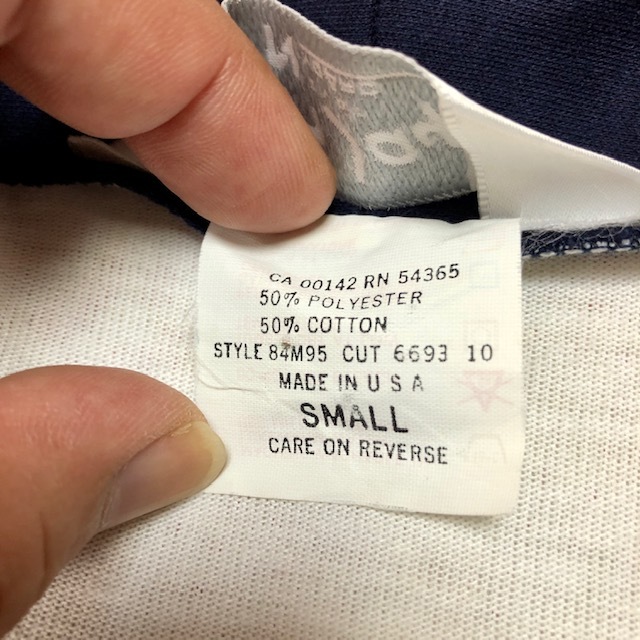 CA 00142 RN 54365
50% POLYESTER
50% COTTON
STYLE 84M95 CUT 6693 10
MADE IN U S A
SMALL
CARE ON REVERSE